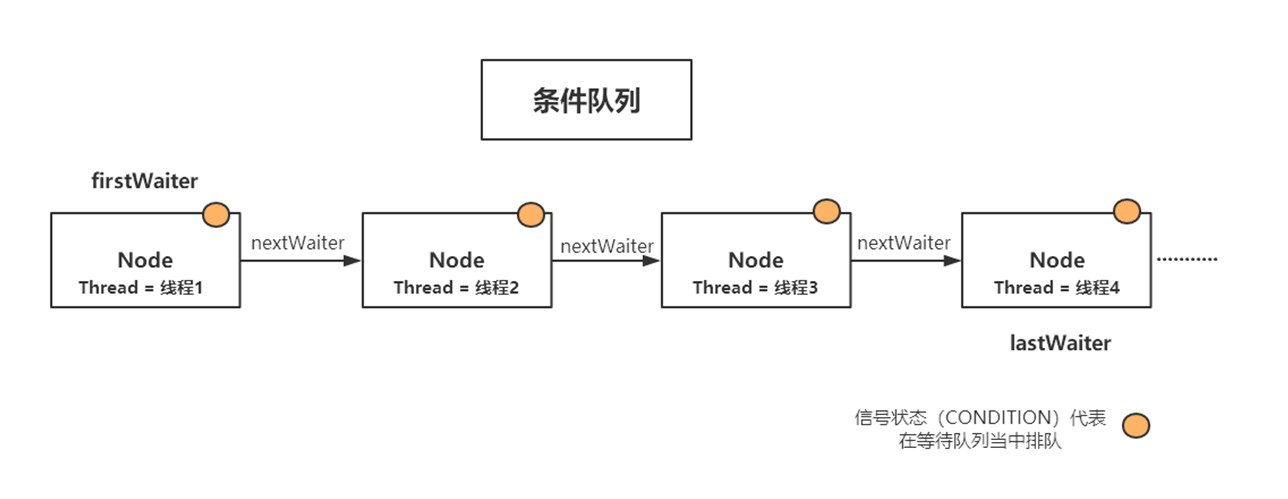 条件队列
firstWaiter
nextWaiter
nextWaiter
nextWaiter
Node
Thread = 线程1
Node
Thread = 线程2
Node
Thread = 线程3
Node
Thread = 线程4
lastWaiter
信号状态（CONDITION）代表
在等待队列当中排队